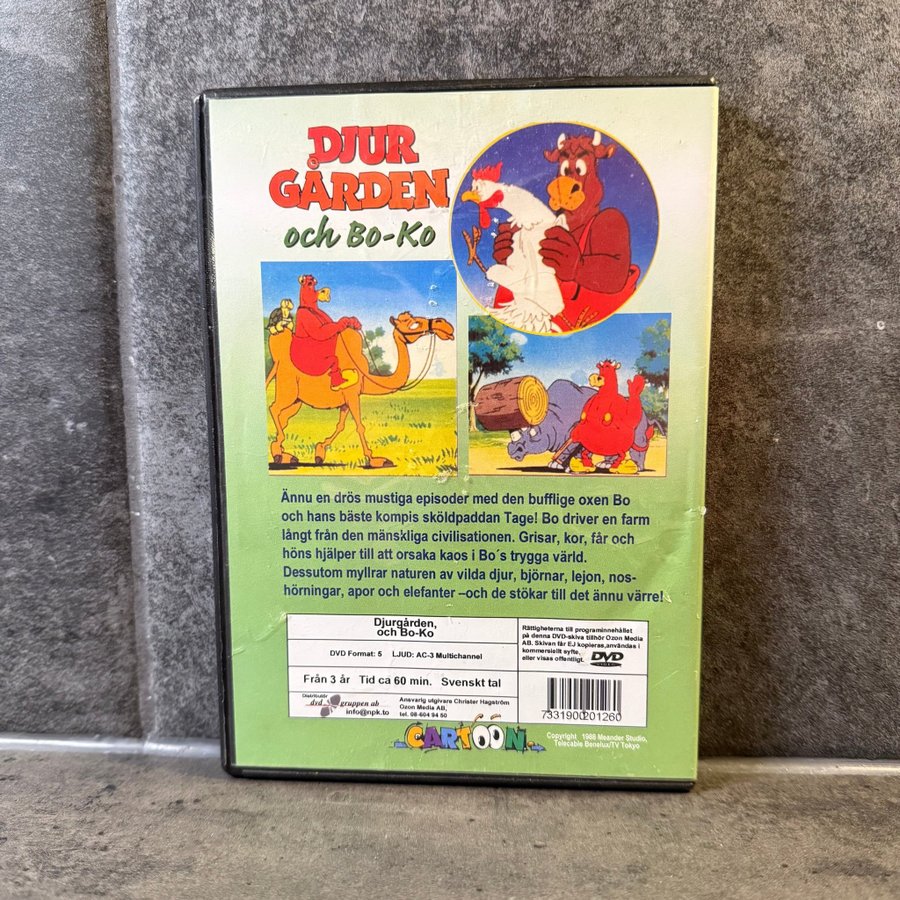 DJUR
GÅRDEN
och Bo-Ko
Ännu en drös mustiga episoder med den bufflige oxen Bo
och hans bäste kompis sköldpaddan Tage! Bo driver en farm
långt från den mänskliga civilisationen. Grisar, kor, får och
höns hjälper till att orsaka kaos i Bo´s trygga värld.
Dessutom myllrar naturen av vilda djur, björnar, lejon, nos-
hörningar, apor och elefanter –och de stökar till det ännu värre!
Djurgården,
och Bo-Ko
DVD Format: 5 LJUD: AC-3 Multichannel
Från 3 år Tid ca 60 min. Svenskt tal
Distributör
dvd gruppen ab
info@npk.to
Ansvarig utgivare Christer Hagström
Ozon Media AB,
tel. 08-604 84 50
Rättigheterna till programinnehållet
på denna DVD-skiva tillhör Ozon Media
AB. Skivan får EJ kopieras,användas i
kommersiellt syfte,
eller visas offentligt.
DVD
7331900201260
CARTOON
Copyright 1988 Meander Studio,
Telecable Benelux/TV Tokyo